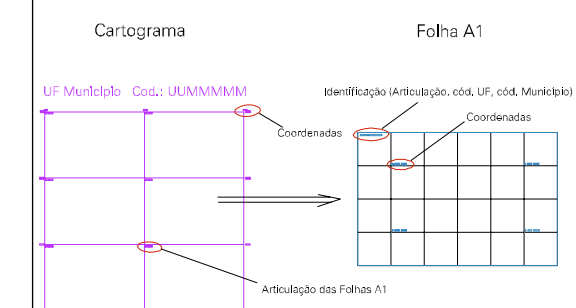 Cartograma
Folha A1
UF Município Cod.: UUMMMMM
Identificação (Articulação, cód. UF, cód. Município)
Coordenadas
Coordenadas
Articulação das Folhas A1